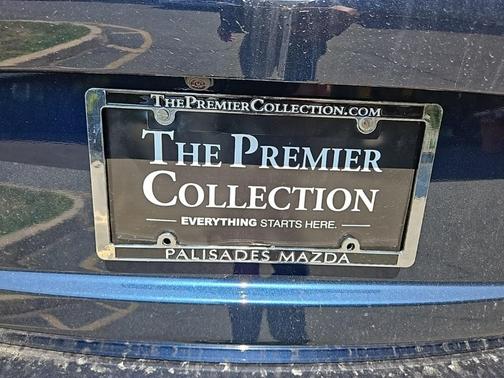 THEPREMIERCOLLECTION.COM
THE PREMIER
COLLECTION
EVERYTHING STARTS HERE.
PALISADES MAZDA